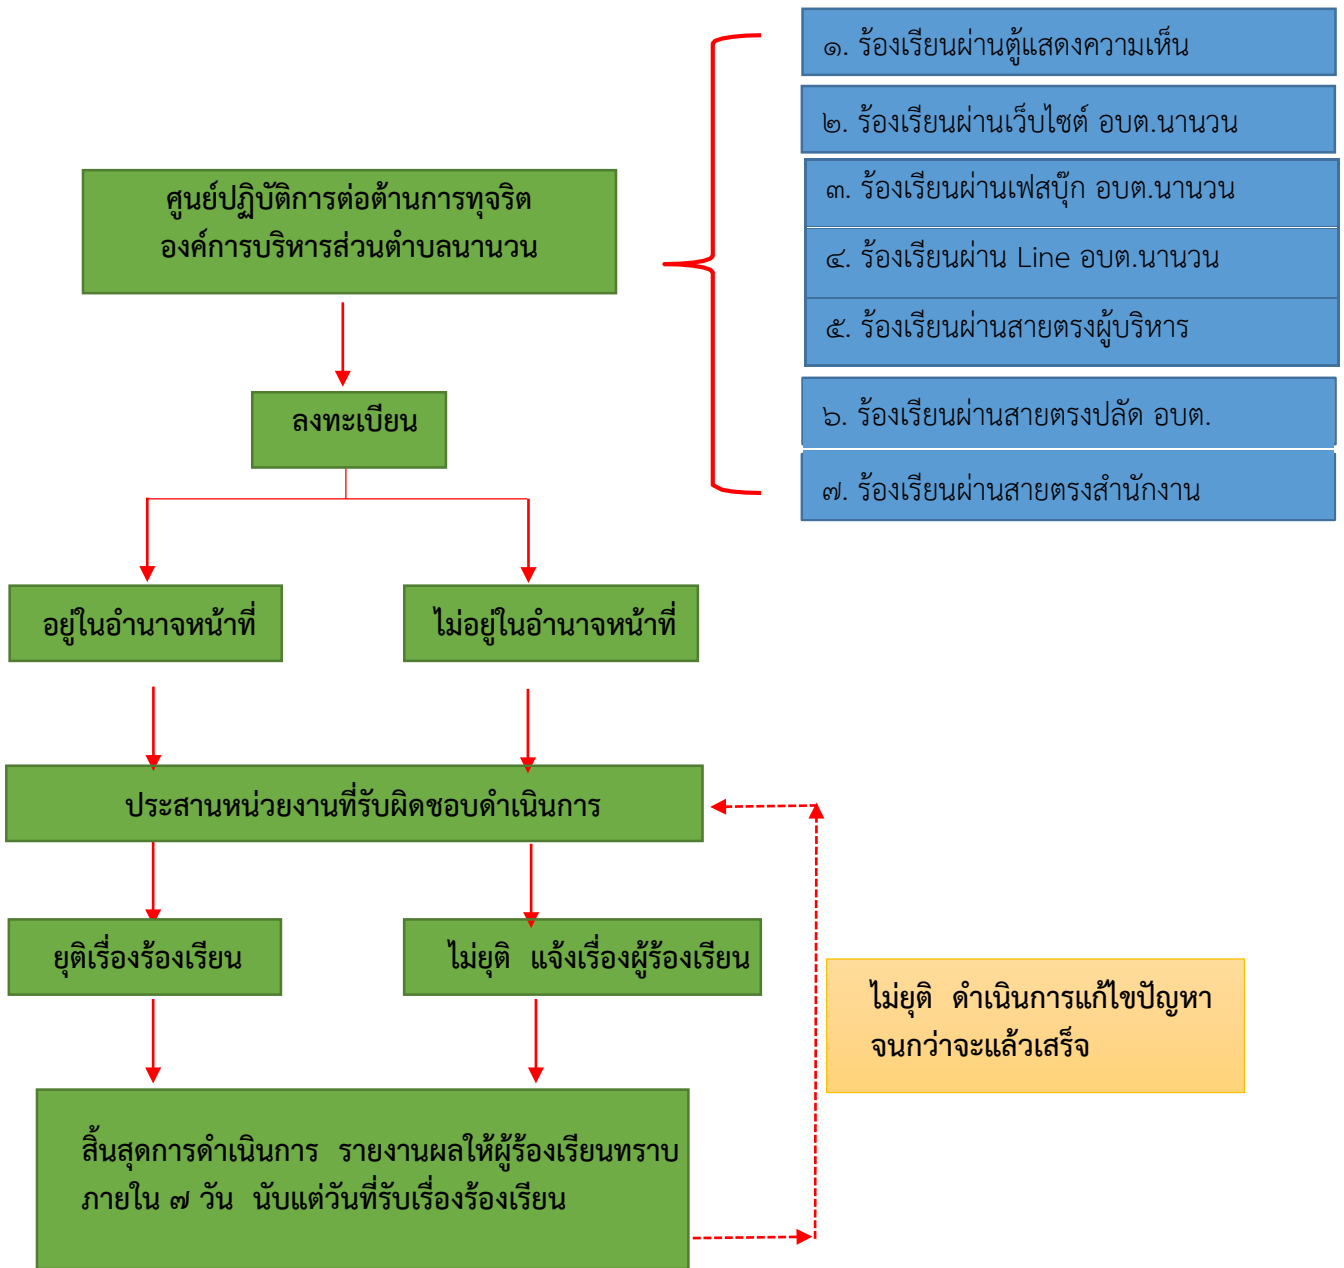 ๑. ร้องเรียนผ่านตู้แสดงความเห็น
๒. ร้องเรียนผ่านเว็บไซต์ อบต.นานวน
๓. ร้องเรียนผ่านเฟสบุ๊ก อบต.นานวน
๔. ร้องเรียนผ่าน Line อบต.นานวน
๕. ร้องเรียนผ่านสายตรงผู้บริหาร
๖. ร้องเรียนผ่านสายตรงปลัด อบต.
๗. ร้องเรียนผ่านสายตรงสำนักงาน
ศูนย์ปฏิบัติการต่อต้านการทุจริต
องค์การบริหารส่วนตำบลนานวน
ลงทะเบียน
อยู่ในอำนาจหน้าที่
ไม่อยู่ในอำนาจหน้าที่
ประสานหน่วยงานที่รับผิดชอบดำเนินการ
ยุติเรื่องร้องเรียน
ไม่ยุติ แจ้งเรื่องผู้ร้องเรียน
ไม่ยุติ ดำเนินการแก้ไขปัญหา
จนกว่าจะแล้วเสร็จ
สิ้นสุดการดำเนินการ รายงานผลให้ผู้ร้องเรียนทราบ
ภายใน ๗ วัน นับแต่วันที่รับเรื่องร้องเรียน